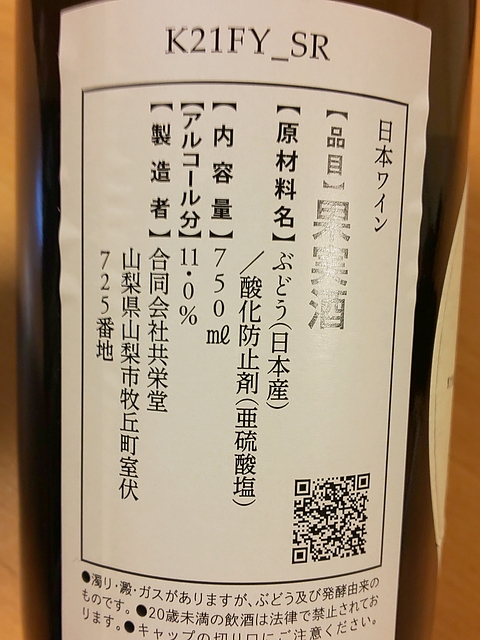 K21FY_SR
日本ワイン
【品目】果実酒
【原材料名】ぶどう(日本産)
／酸化防止剤(亜硫酸塩)
【内容量】750㎖
【アルコール分】11・0%
【製造者】合同会社共栄堂
山梨県山梨市牧丘町室伏
725番地
●濁り・澱・ガスがありますが、ぶどう及び発酵由来の
ものです。●20歳未満の飲酒は法律で禁止されてお
ります。●キャップの切り口にご注意ください。